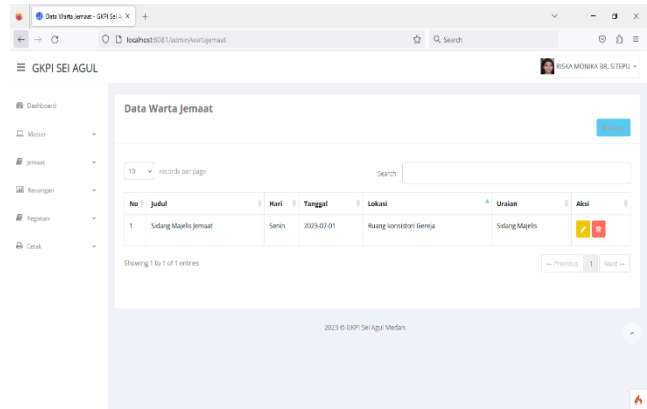 Data Warta Jemaat - GKPI Sei A
localhost:8081/admin/wartajemaat
Search
GKPI SEI AGUL
RISKA MONIKA BR. SITEPU
Dashboard
Master
Jemaat
Keuangan
Kegiatan
Cetak
Data Warta Jemaat
10 records per page
Search
No Judul Hari Tanggal Lokasi Uraian Aksi
1 Sidang Majelis Jemaat Senin 2023-07-01 Ruang konsistori Gereja Sidang Majelis
Showing 1 to 1 of 1 entries
← Previous 1 Next →
2023 © GKPI Sei Agul Medan.